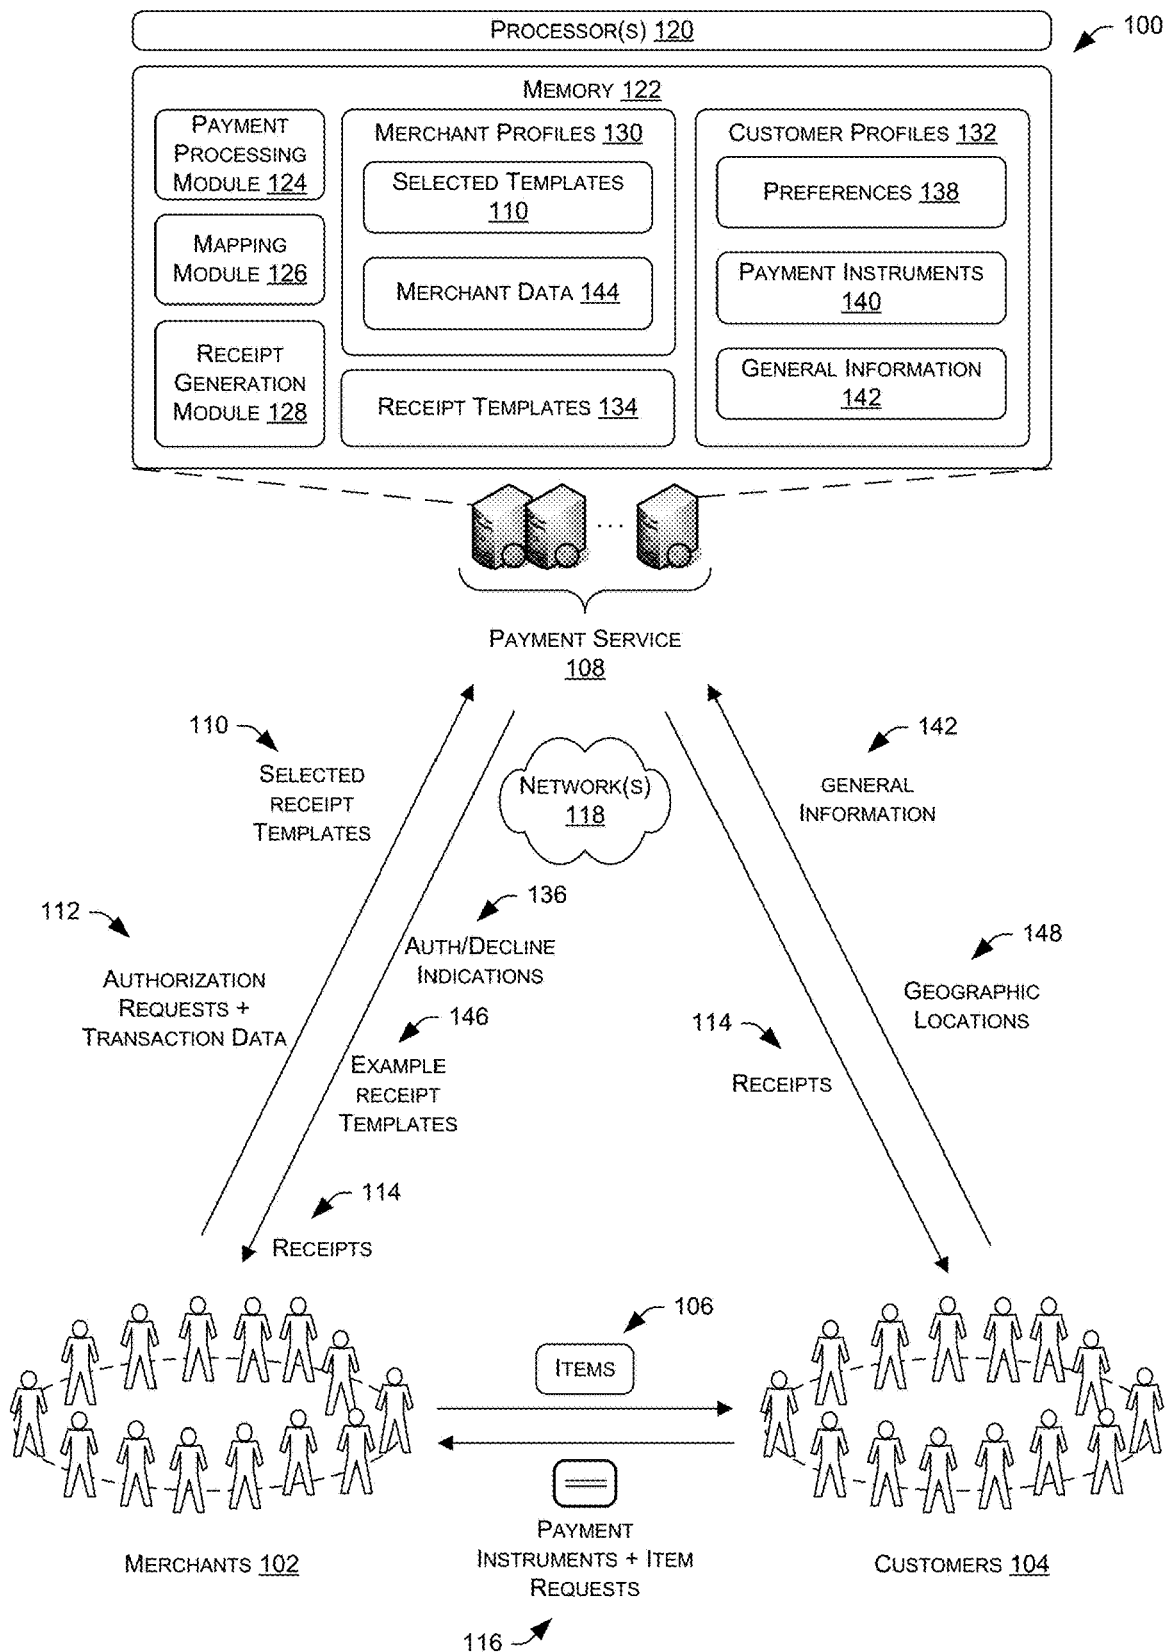 PROCESSOR(S) 120
100
MEMORY 122
PAYMENT
PROCESSING
MODULE 124
MAPPING
MODULE 126
RECEIPT
GENERATION
MODULE 128
MERCHANT PROFILES 130
SELECTED TEMPLATES
110
MERCHANT DATA 144
RECEIPT TEMPLATES 134
CUSTOMER PROFILES 132
PREFERENCES 138
PAYMENT INSTRUMENTS
140
GENERAL INFORMATION
142
...
PAYMENT SERVICE
108
110
SELECTED
RECEIPT
TEMPLATES
NETWORK(S)
118
142
GENERAL
INFORMATION
112
AUTHORIZATION
REQUESTS +
TRANSACTION DATA
136
AUTH/DECLINE
INDICATIONS
146
EXAMPLE
RECEIPT
TEMPLATES
114
RECEIPTS
114
RECEIPTS
148
GEOGRAPHIC
LOCATIONS
106
ITEMS
PAYMENT
INSTRUMENTS + ITEM
REQUESTS
116
MERCHANTS 102
CUSTOMERS 104